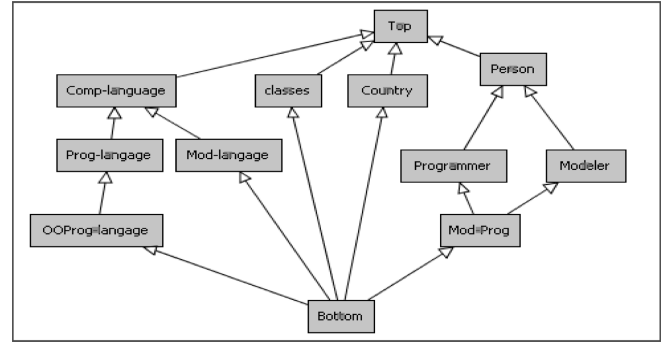 Top
Person
Comp-language
classes
Country
Prog-langage
Mod-langage
Programmer
Modeler
OOProg-langage
Mod-Prog
Bottom